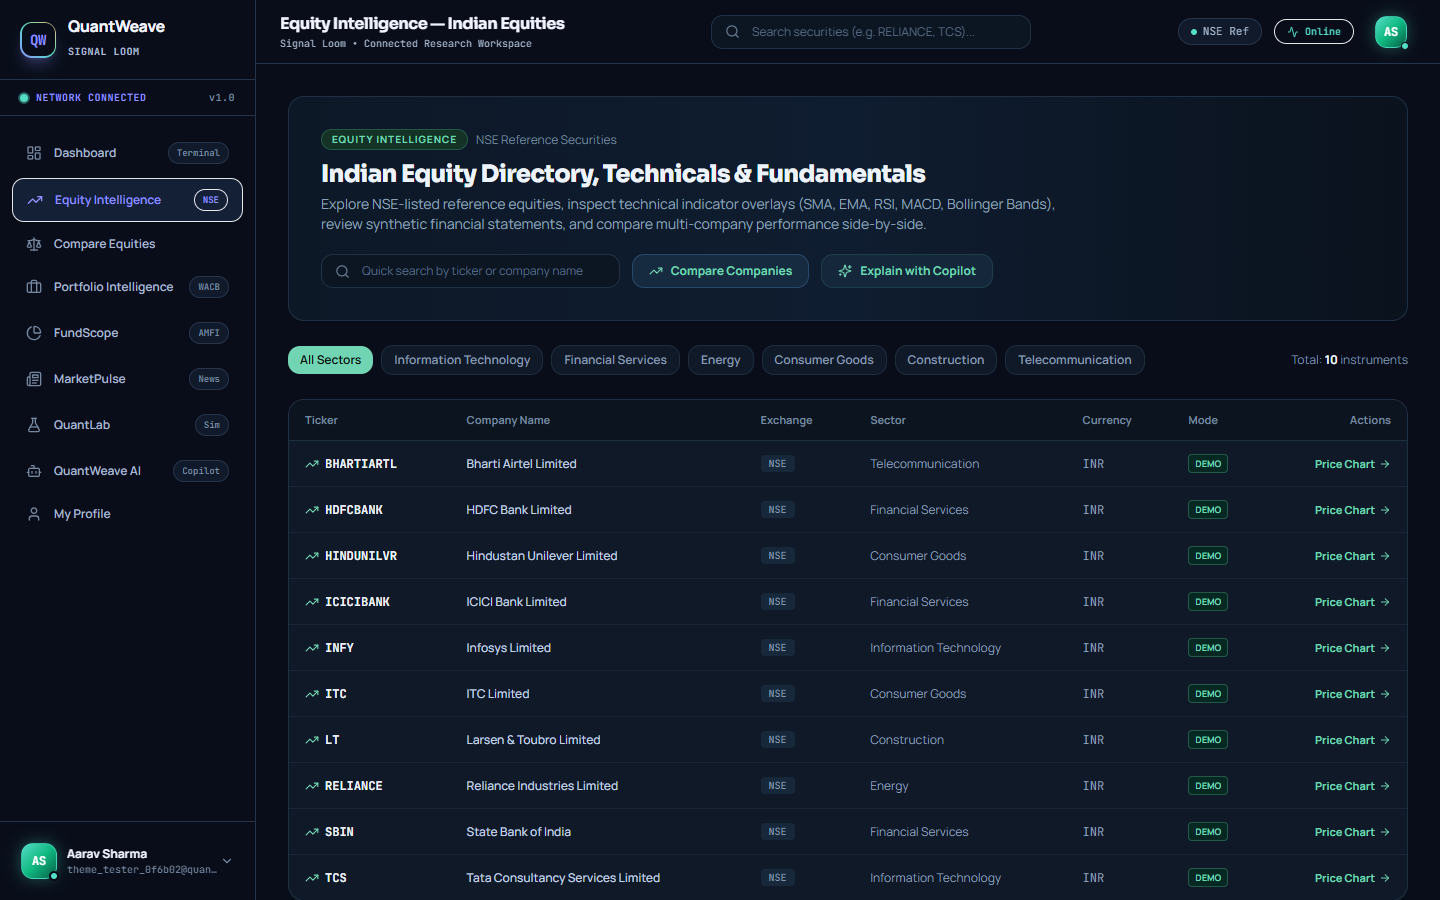 QW
QuantWeave
SIGNAL LOOM
NETWORK CONNECTED v1.0
Dashboard Terminal
Equity Intelligence NSE
Compare Equities
Portfolio Intelligence WACB
FundScope AMFI
MarketPulse News
QuantLab Sim
QuantWeave AI Copilot
My Profile
AS
Aarav Sharma
theme_tester_0f6b02@quan…
Equity Intelligence — Indian Equities
Signal Loom • Connected Research Workspace
Search securities (e.g. RELIANCE, TCS)...
NSE Ref
Online
AS
EQUITY INTELLIGENCE NSE Reference Securities
Indian Equity Directory, Technicals & Fundamentals
Explore NSE-listed reference equities, inspect technical indicator overlays (SMA, EMA, RSI, MACD, Bollinger Bands),
review synthetic financial statements, and compare multi-company performance side-by-side.
Quick search by ticker or company name
Compare Companies
Explain with Copilot
All Sectors Information Technology Financial Services Energy Consumer Goods Construction Telecommunication Total: 10 instruments
Ticker Company Name Exchange Sector Currency Mode Actions
BHARTIARTL Bharti Airtel Limited NSE Telecommunication INR DEMO Price Chart →
HDFCBANK HDFC Bank Limited NSE Financial Services INR DEMO Price Chart →
HINDUNILVR Hindustan Unilever Limited NSE Consumer Goods INR DEMO Price Chart →
ICICIBANK ICICI Bank Limited NSE Financial Services INR DEMO Price Chart →
INFY Infosys Limited NSE Information Technology INR DEMO Price Chart →
ITC ITC Limited NSE Consumer Goods INR DEMO Price Chart →
LT Larsen & Toubro Limited NSE Construction INR DEMO Price Chart →
RELIANCE Reliance Industries Limited NSE Energy INR DEMO Price Chart →
SBIN State Bank of India NSE Financial Services INR DEMO Price Chart →
TCS Tata Consultancy Services Limited NSE Information Technology INR DEMO Price Chart →